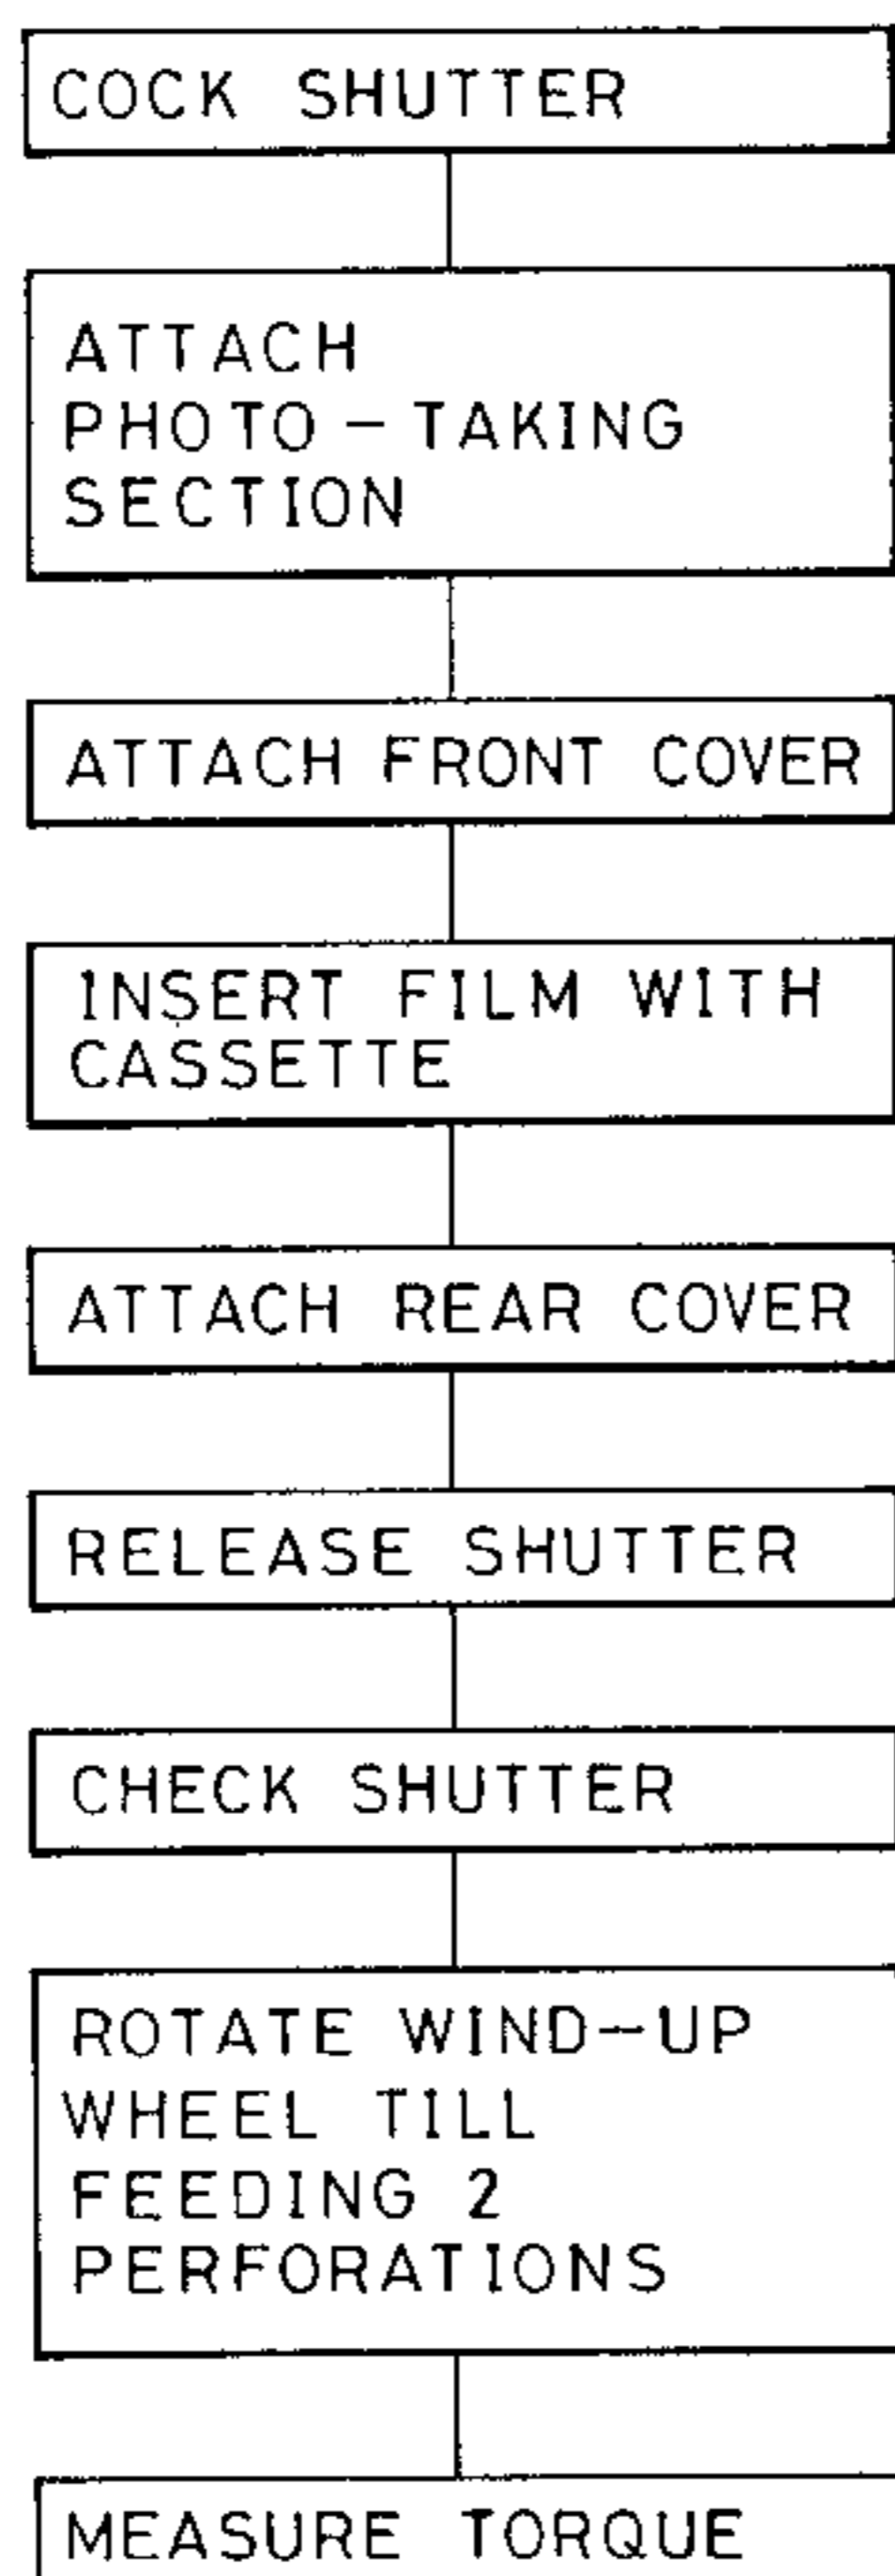 COCK SHUTTER
ATTACH
PHOTO-TAKING
SECTION
ATTACH FRONT COVER
INSERT FILM WITH
CASSETTE
ATTACH REAR COVER
RELEASE SHUTTER
CHECK SHUTTER
ROTATE WIND-UP
WHEEL TILL
FEEDING 2
PERFORATIONS
MEASURE TORQUE